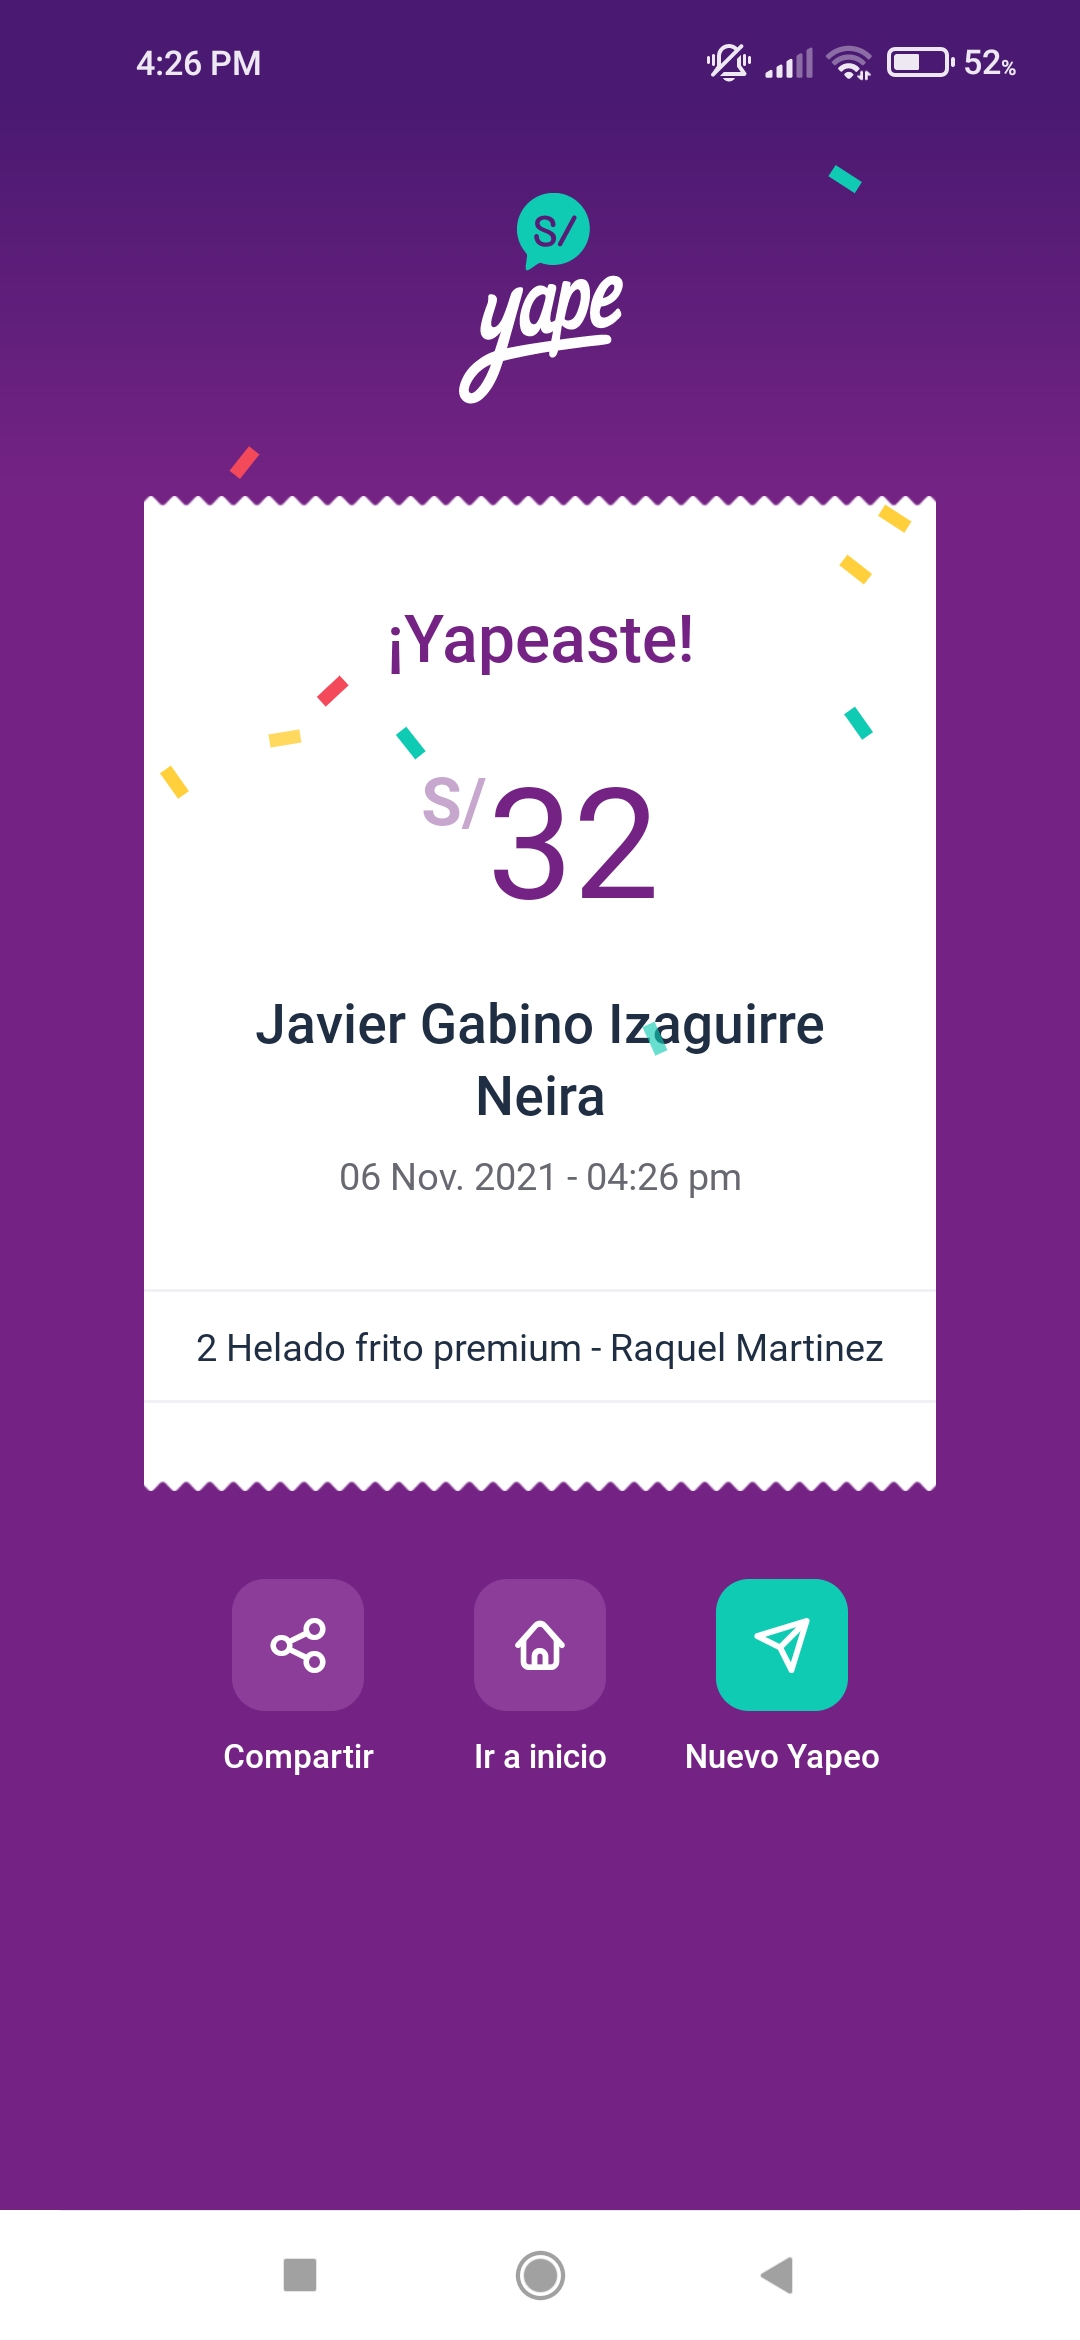 4:26 PM
52%
S/
yape
¡Yapeaste!
S/32
Javier Gabino Izaguirre
Neira
06 Nov. 2021 - 04:26 pm
2 Helado frito premium - Raquel Martinez
Compartir
Ir a inicio
Nuevo Yapeo